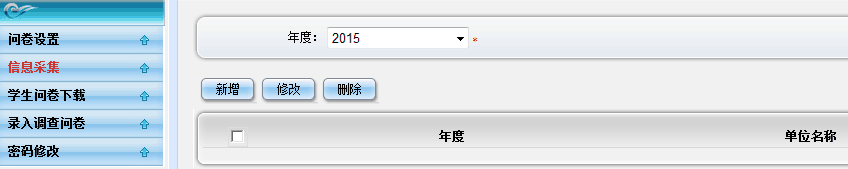 问卷设置
信息采集
学生问卷下载
录入调查问卷
密码修改
年度： 2015 *
新增 修改 删除
年度 单位名称